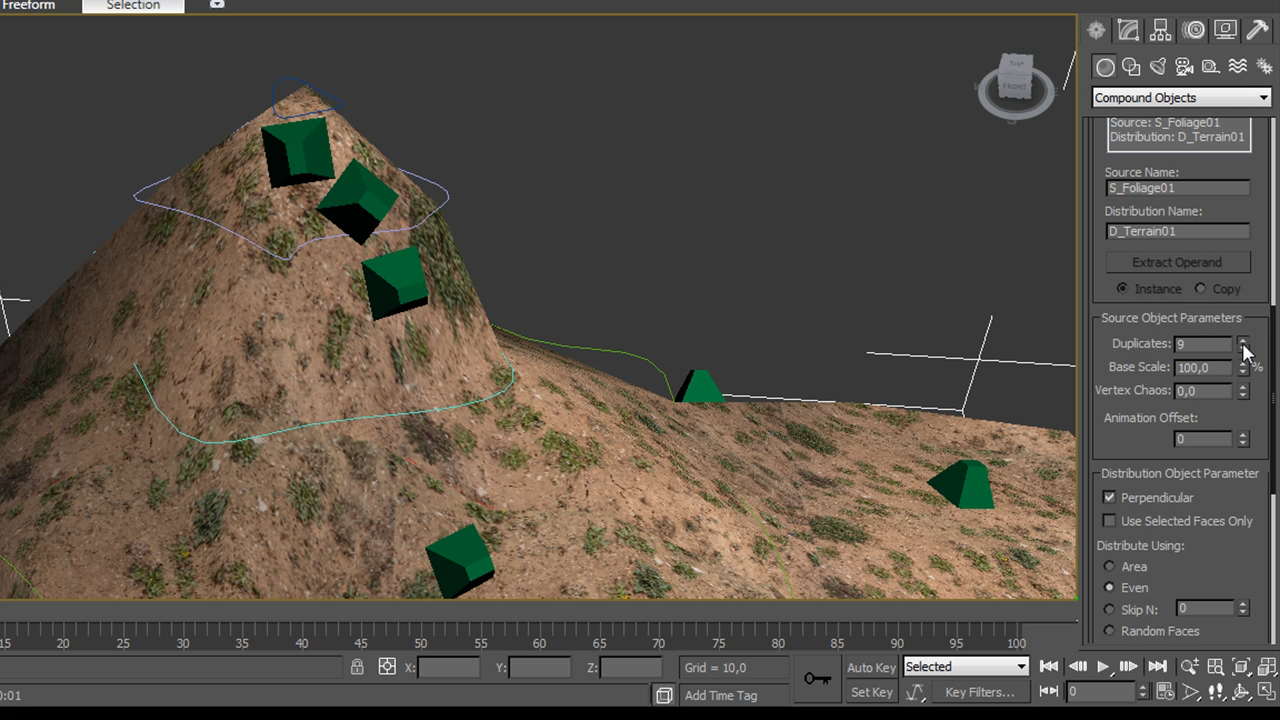 Freeform
Selection
TOP
FRONT
Compound Objects
Source: S_Foliage01
Distribution: D_Terrain01
Source Name:
S_Foliage01
Distribution Name:
D_Terrain01
Extract Operand
Instance Copy
Source Object Parameters
Duplicates: 9
Base Scale: 100,0 %
Vertex Chaos: 0,0
Animation Offset:
0
Distribution Object Parameter
Perpendicular
Use Selected Faces Only
Distribute Using:
Area
Even
Skip N: 0
Random Faces
15 20 25 30 35 40 45 50 55 60 65 70 75 80 85 90 95 100
X: Y: Z: Grid = 10,0 Auto Key Selected
0:01 Add Time Tag Set Key Key Filters... 0